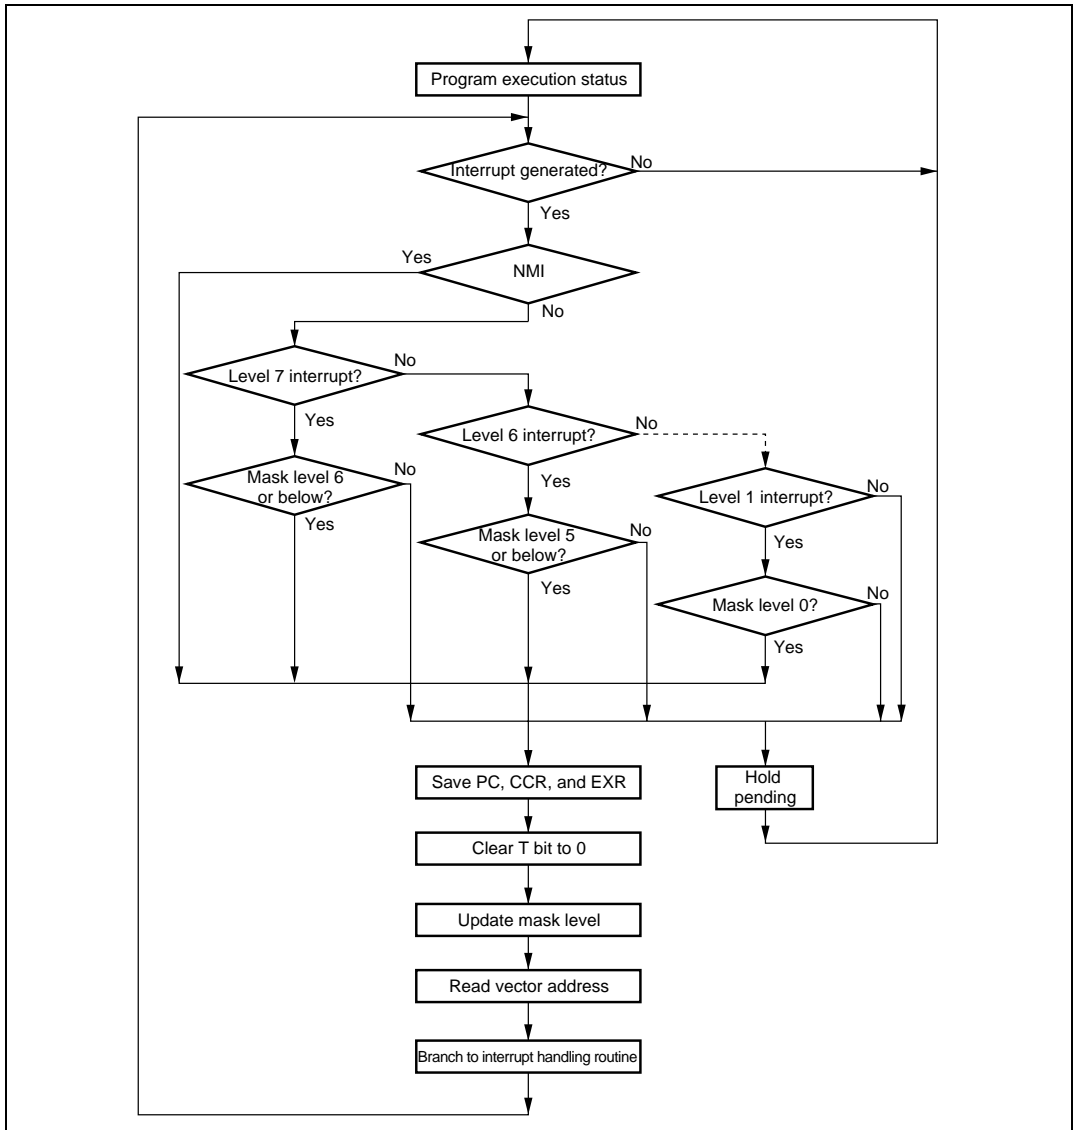 Program execution status
Interrupt generated?
No
Yes
Yes
NMI
No
Level 7 interrupt?
No
Yes
Level 6 interrupt?
No
Yes
Mask level 6
or below?
No
Yes
Level 1 interrupt?
No
Yes
Mask level 5
or below?
No
Yes
Mask level 0?
No
Yes
Save PC, CCR, and EXR
Hold
pending
Clear T bit to 0
Update mask level
Read vector address
Branch to interrupt handling routine